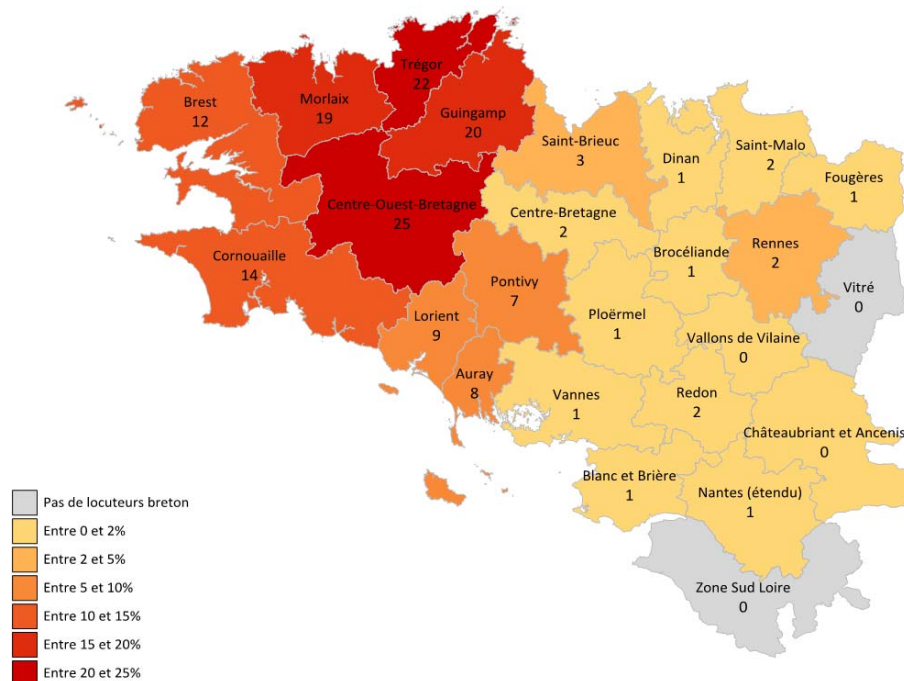 Trégor
22
Brest
12
Morlaix
19
Guingamp
20
Saint-Brieuc
3
Dinan
1
Saint-Malo
2
Fougères
1
Centre-Ouest-Bretagne
25
Centre-Bretagne
2
Brocéliande
1
Rennes
2
Vitré
0
Cornouaille
14
Pontivy
7
Lorient
9
Ploërmel
1
Vallons de Vilaine
0
Auray
8
Vannes
1
Redon
2
Châteaubriant et Ancenis
0
Blanc et Brière
1
Nantes (étendu)
1
Zone Sud Loire
0
Pas de locuteurs breton
Entre 0 et 2%
Entre 2 et 5%
Entre 5 et 10%
Entre 10 et 15%
Entre 15 et 20%
Entre 20 et 25%